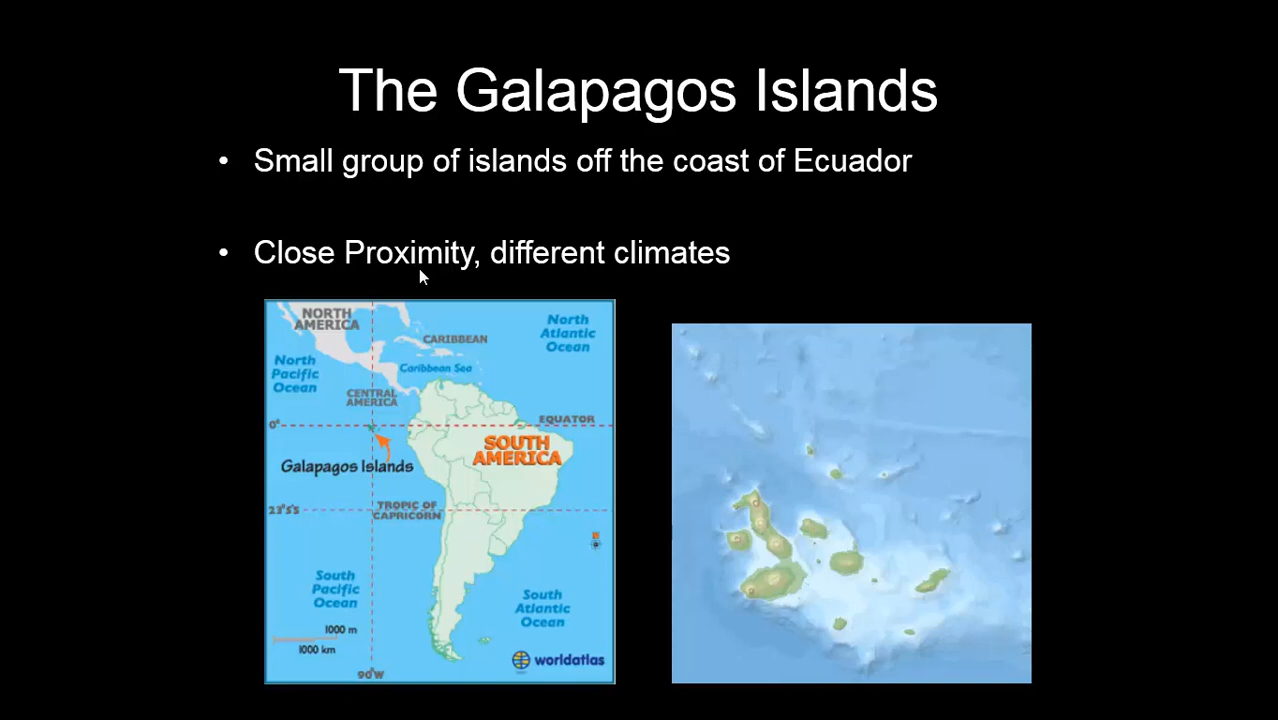 The Galapagos Islands
• Small group of islands off the coast of Ecuador
• Close Proximity, different climates
NORTH
AMERICA
North
Atlantic
Ocean
CARIBBEAN
North
Pacific
Ocean
Caribbean Sea
CENTRAL
AMERICA
0°
EQUATOR
SOUTH
AMERICA
Galapagos Islands
TROPIC OF
CAPRICORN
23°5'S
South
Pacific
Ocean
South
Atlantic
Ocean
1000 m
1000 km
worldatlas
90°W